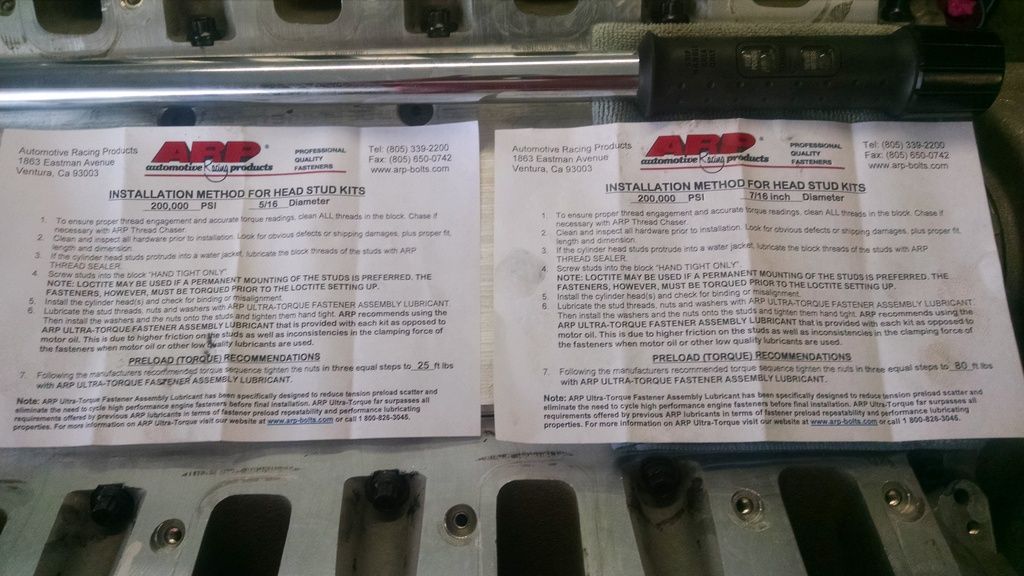 Automotive Racing Products
1863 Eastman Avenue
Ventura, Ca 93003
ARP
automotive Racing products
PROFESSIONAL
QUALITY
FASTENERS
Tel: (805) 339-2200
Fax: (805) 650-0742
www.arp-bolts.com
INSTALLATION METHOD FOR HEAD STUD KITS
200,000 PSI 5/16 Diameter
1. To ensure proper thread engagement and accurate torque readings, clean ALL threads in the block. Chase if
necessary with ARP Thread Chaser.
2. Clean and inspect all hardware prior to installation. Look for obvious defects or shipping damages, plus proper fit,
length and dimension.
3. If the cylinder head studs protrude into a water jacket, lubricate the block threads of the studs with ARP
THREAD SEALER.
4. Screw studs into the block "HAND TIGHT ONLY"
NOTE: LOCTITE MAY BE USED IF A PERMANENT MOUNTING OF THE STUDS IS PREFERRED. THE
FASTENERS, HOWEVER, MUST BE TORQUED PRIOR TO THE LOCTITE SETTING UP.
5. Install the cylinder head(s) and check for binding or misalignment.
6. Lubricate the stud threads, nuts and washers with ARP ULTRA-TORQUE FASTENER ASSEMBLY LUBRICANT.
Then install the washers and the nuts onto the studs and tighten them hand tight. ARP recommends using the
ARP ULTRA-TORQUE FASTENER ASSEMBLY LUBRICANT that is provided with each kit as opposed to
motor oil. This is due to higher friction on the studs as well as inconsistencies in the clamping force of
the fasteners when motor oil or other low quality lubricants are used.
PRELOAD (TORQUE) RECOMMENDATIONS
7. Following the manufacturers recommended torque sequence tighten the nuts in three equal steps to 25 ft lbs
with ARP ULTRA-TORQUE FASTENER ASSEMBLY LUBRICANT.
Note: ARP Ultra-Torque Fastener Assembly Lubricant has been specifically designed to reduce tension preload scatter and
eliminate the need to cycle high performance engine fasteners before final installation. ARP Ultra-Torque far surpasses all
requirements offered by previous ARP lubricants in terms of fastener preload repeatability and performance lubricating
properties. For more information on ARP Ultra-Torque visit our website at www.arp-bolts.com or call 1 800-826-3045.
Automotive Racing Products
1863 Eastman Avenue
Ventura, Ca 93003
ARP
automotive Racing products
PROFESSIONAL
QUALITY
FASTENERS
Tel: (805) 339-2200
Fax: (805) 650-0742
www.arp-bolts.com
INSTALLATION METHOD FOR HEAD STUD KITS
200,000 PSI 7/16 inch Diameter
1. To ensure proper thread engagement and accurate torque readings, clean ALL threads in the block. Chase if
necessary with ARP Thread Chaser.
2. Clean and inspect all hardware prior to installation. Look for obvious defects or shipping damages, plus proper fit,
length and dimension.
3. If the cylinder head studs protrude into a water jacket, lubricate the block threads of the studs with ARP
THREAD SEALER.
4. Screw studs into the block "HAND TIGHT ONLY"
NOTE: LOCTITE MAY BE USED IF A PERMANENT MOUNTING OF THE STUDS IS PREFERRED. THE
FASTENERS, HOWEVER, MUST BE TORQUED PRIOR TO THE LOCTITE SETTING UP.
5. Install the cylinder head(s) and check for binding or misalignment.
6. Lubricate the stud threads, nuts and washers with ARP ULTRA-TORQUE FASTENER ASSEMBLY LUBRICANT.
Then install the washers and the nuts onto the studs and tighten them hand tight. ARP recommends using the
ARP ULTRA-TORQUE FASTENER ASSEMBLY LUBRICANT that is provided with each kit as opposed to
motor oil. This is due to higher friction on the studs as well as inconsistencies in the clamping force of
the fasteners when motor oil or other low quality lubricants are used.
PRELOAD (TORQUE) RECOMMENDATIONS
7. Following the manufacturers recommended torque sequence tighten the nuts in three equal steps to 80 ft lbs
with ARP ULTRA-TORQUE FASTENER ASSEMBLY LUBRICANT.
Note: ARP Ultra-Torque Fastener Assembly Lubricant has been specifically designed to reduce tension preload scatter and
eliminate the need to cycle high performance engine fasteners before final installation. ARP Ultra-Torque far surpasses all
requirements offered by previous ARP lubricants in terms of fastener preload repeatability and performance lubricating
properties. For more information on ARP Ultra-Torque visit our website at www.arp-bolts.com or call 1 800-826-3045.